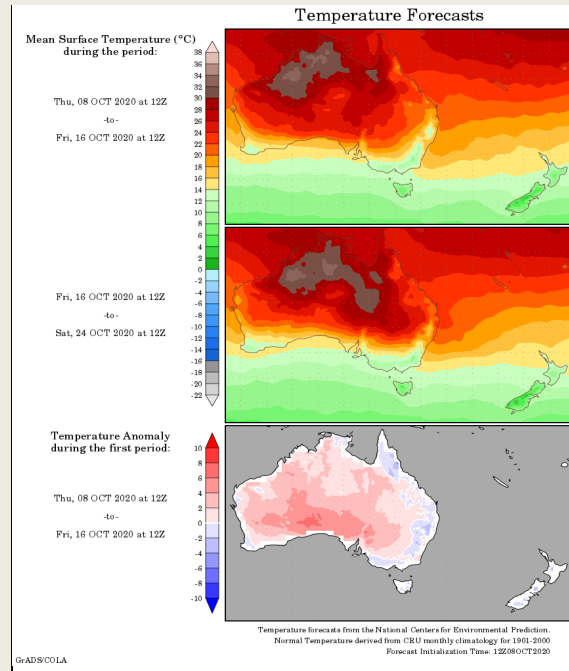 Temperature Forecasts
Mean Surface Temperature (°C)
during the period:
Thu, 08 OCT 2020 at 12Z
-to-
Fri, 16 OCT 2020 at 12Z
38
36
34
32
30
28
26
24
22
20
18
16
14
12
10
8
6
4
2
0
-2
-4
-6
-8
-10
-12
-14
-16
-18
-20
-22
Fri, 16 OCT 2020 at 12Z
-to-
Sat, 24 OCT 2020 at 12Z
Temperature Anomaly
during the first period:
Thu, 08 OCT 2020 at 12Z
-to-
Fri, 16 OCT 2020 at 12Z
10
8
6
4
2
0
-2
-4
-6
-8
-10
Temperature forecasts from the National Centers for Environmental Prediction.
Normal Temperature derived from CRU monthly climatology for 1901-2000
Forecast Initialization Time: 12Z08OCT2020
GrADS/COLA